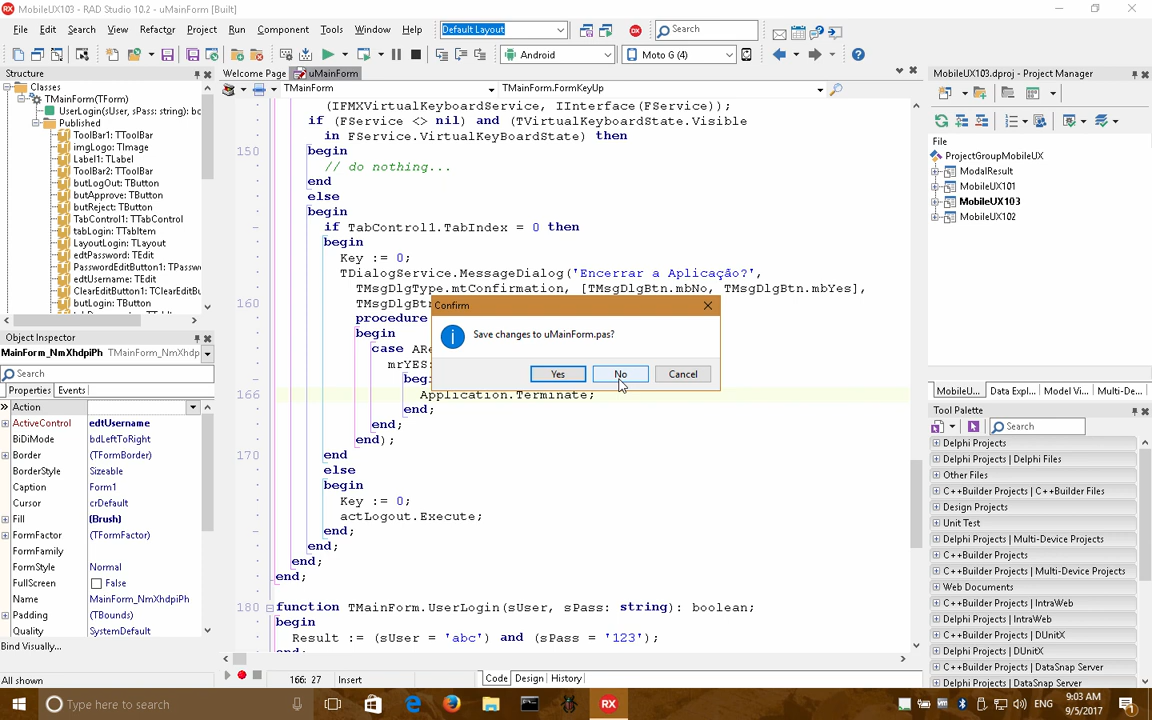 MobileUX103 - RAD Studio 10.2 - uMainForm [Built]
File Edit Search View Refactor Project Run Component Tools Window Help
Default Layout
Search
Android
Moto G (4)
Structure
Classes
TMainForm(TForm)
UserLogin(sUser, sPass: string): bc
Published
ToolBar1: TToolBar
imgLogo: TImage
Label1: TLabel
ToolBar2: TToolBar
butLogOut: TButton
butApprove: TButton
butReject: TButton
TabControl1: TTabControl
tabLogin: TTabItem
LayoutLogin: TLayout
edtPassword: TEdit
PasswordEditButton1: TPassw
edtUsername: TEdit
ClearEditButton1: TClearEditBu
butLogin: TButton
Object Inspector
MainForm_NmXhdpiPh TMainForm_NmXhdp
Search
Properties Events
Action
ActiveControl edtUsername
BiDiMode bdLeftToRight
Border (TFormBorder)
BorderStyle Sizeable
Caption Form1
Cursor crDefault
Fill (Brush)
FormFactor (TFormFactor)
FormFamily
FormStyle Normal
FullScreen False
Name MainForm_NmXhdpiPh
Padding (TBounds)
Quality SystemDefault
Bind Visually...
All shown
Welcome Page uMainForm
TMainForm TMainForm.FormKeyUp
(IFMXVirtualKeyboardService, IInterface(FService));
if (FService <> nil) and (TVirtualKeyboardState.Visible
in FService.VirtualKeyboardState) then
150 begin
// do nothing...
end
else
begin
if TabControl1.TabIndex = 0 then
begin
Key := 0;
TDialogService.MessageDialog('Encerrar a Aplicação?',
TMsgDlgType.mtConfirmation, [TMsgDlgBtn.mbNo, TMsgDlgBtn.mbYes],
160 TMsgDlgBt
procedure
begin
case ARe
mrYES:
begi
166 Application.Terminate;
end;
end;
end);
170 end
else
begin
Key := 0;
actLogout.Execute;
end;
end;
end;
end;
180 function TMainForm.UserLogin(sUser, sPass: string): boolean;
begin
Result := (sUser = 'abc') and (sPass = '123');
end;
Confirm
Save changes to uMainForm.pas?
Yes No Cancel
166: 27 Insert Code Design History
MobileUX103.dproj - Project Manager
File
ProjectGroupMobileUX
ModalResult
MobileUX101
MobileUX103
MobileUX102
MobileU... Data Expl... Model Vi... Multi-De...
Tool Palette
Search
Delphi Projects
Delphi Projects | Delphi Files
Other Files
C++Builder Projects | C++Builder Files
Design Projects
Unit Test
Delphi Projects | Multi-Device Projects
C++Builder Projects
C++Builder Projects | Multi-Device Projects
Web Documents
C++Builder Projects | IntraWeb
Delphi Projects | IntraWeb
C++Builder Projects | DUnitX
Delphi Projects | DUnitX
C++Builder Projects | DataSnap Server
Delphi Projects | DataSnap Server
Type here to search
RX
ENG
9:03 AM
9/5/2017